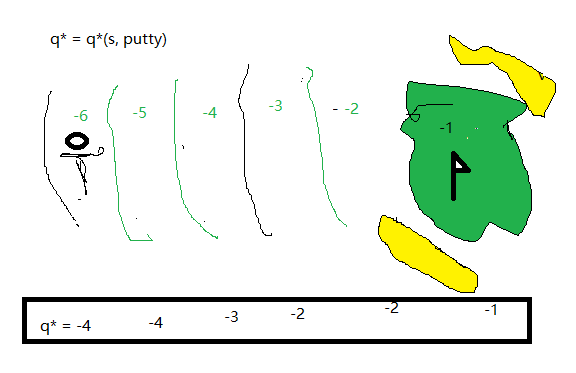 q* = q*(s, putty)
-6 -5 -4 -3 - -2 -1
q* = -4 -4 -3 -2 -2 -1